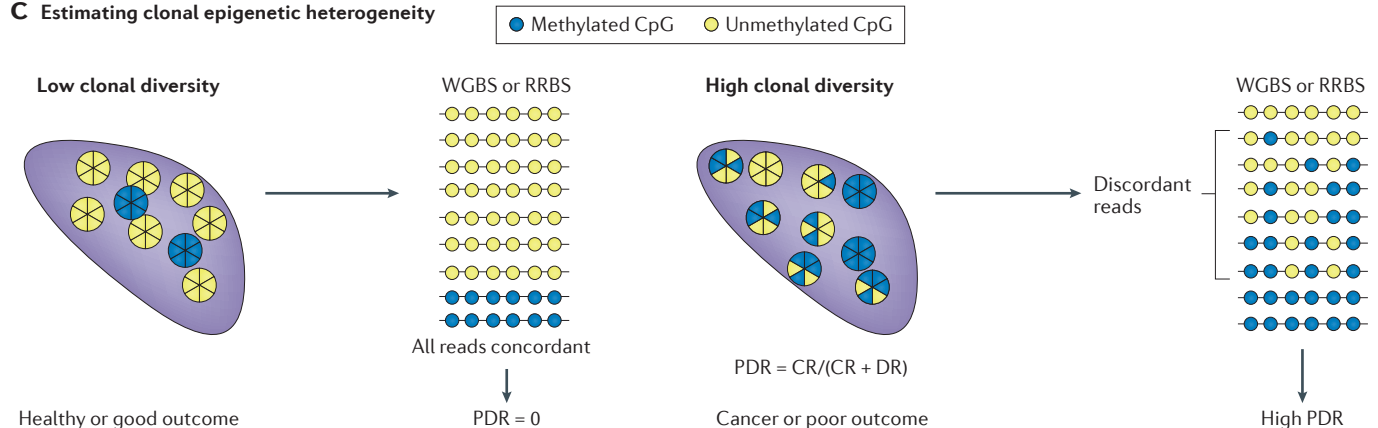 C Estimating clonal epigenetic heterogeneity
Methylated CpG
Unmethylated CpG
Low clonal diversity
WGBS or RRBS
High clonal diversity
WGBS or RRBS
Discordant
reads
All reads concordant
PDR = CR/(CR + DR)
Healthy or good outcome
PDR = 0
Cancer or poor outcome
High PDR